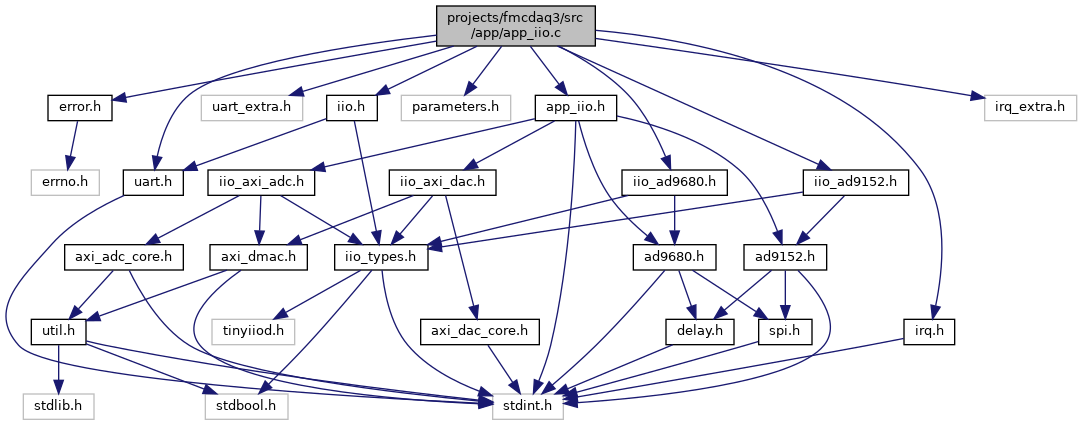 projects/fmcdaq3/src
/app/app_iio.c
error.h
uart_extra.h
iio.h
parameters.h
app_iio.h
irq_extra.h
errno.h
uart.h
iio_axi_adc.h
iio_axi_dac.h
iio_ad9680.h
iio_ad9152.h
axi_adc_core.h
axi_dmac.h
iio_types.h
ad9680.h
ad9152.h
util.h
tinyiiod.h
axi_dac_core.h
delay.h
spi.h
irq.h
stdlib.h
stdbool.h
stdint.h